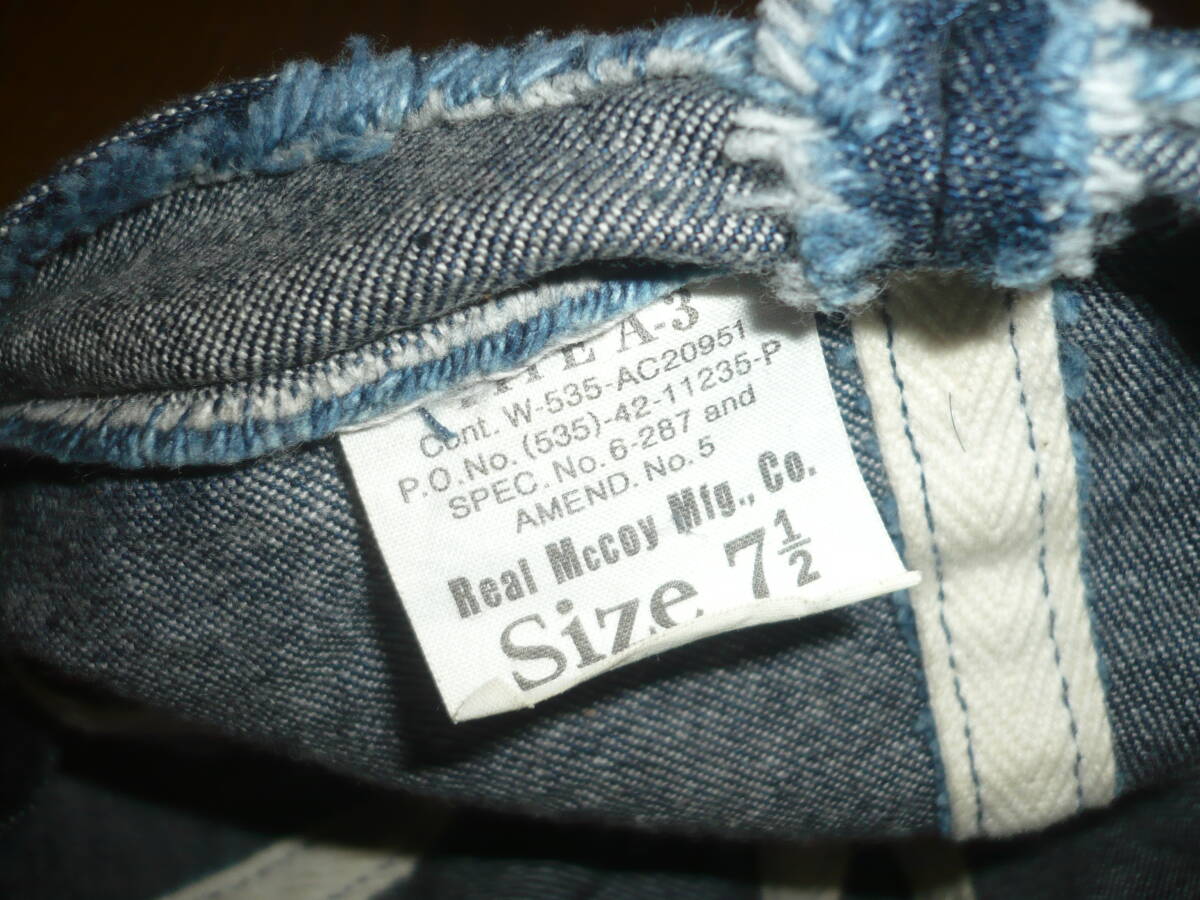 A-3
Cont. W-535-AC20951
P.O.No. (535)-42-11235-P
SPEC. No. 6-287 and
AMEND. No. 5
Real McCoy Mfg., Co.
Size 7½